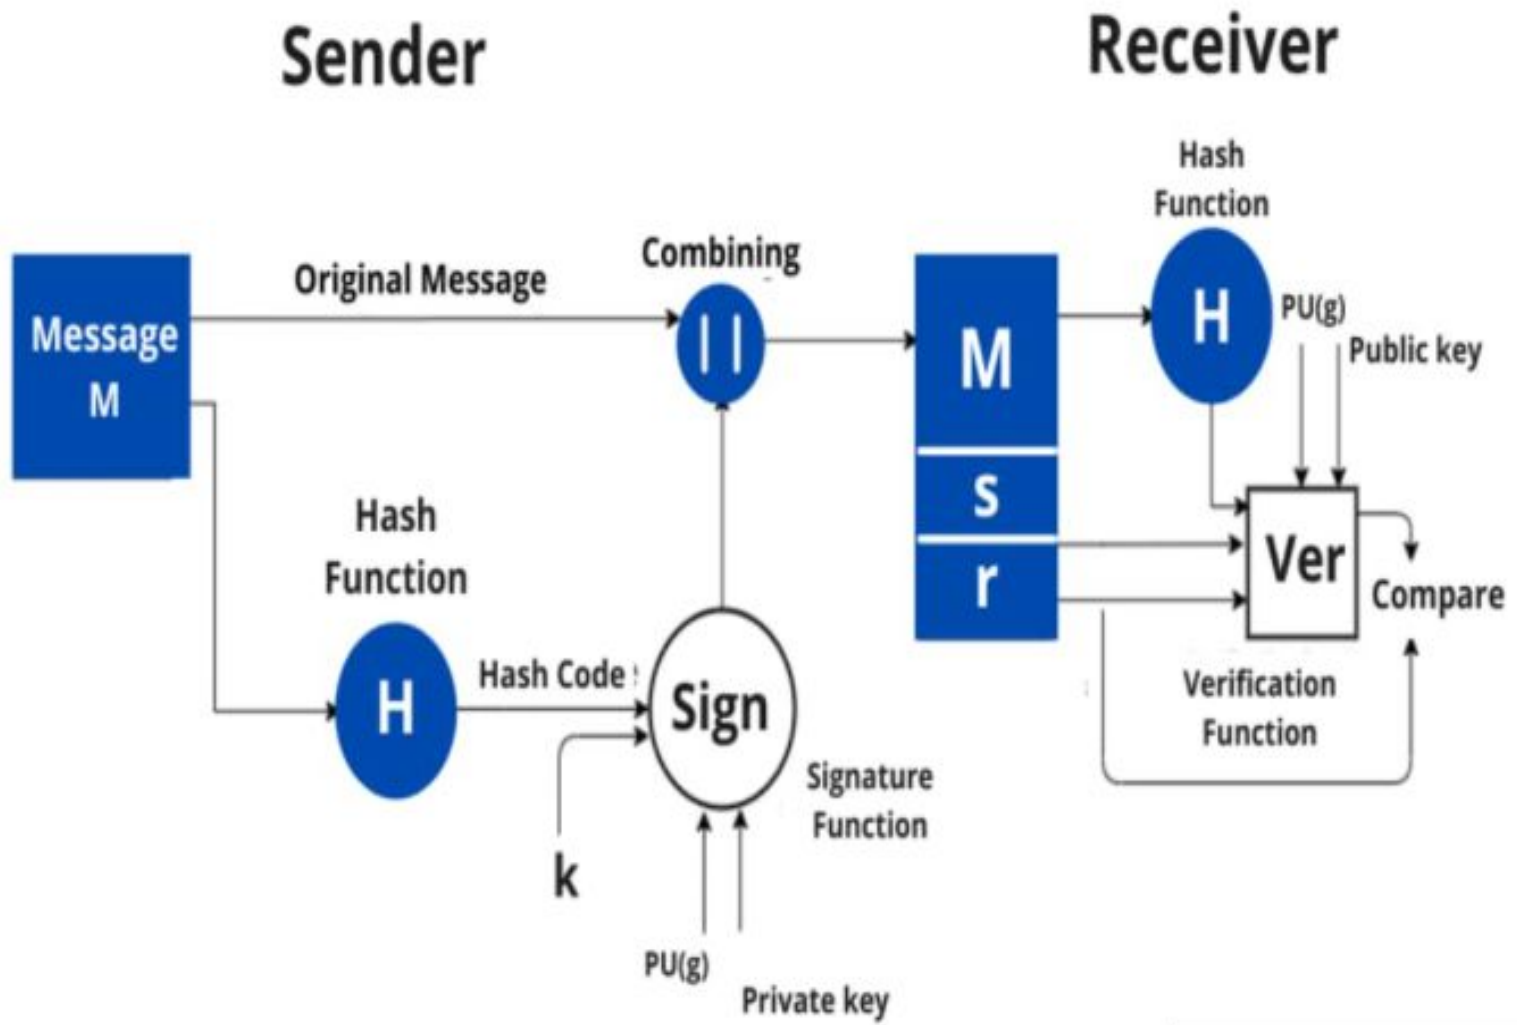 Sender
Receiver
Hash
Function
Combining
Original Message
Message
M
| |
M
H
PU(g)
Public key
s
r
Ver
Compare
Hash
Function
H
Hash Code
Sign
k
Signature
Function
PU(g)
Private key
Verification
Function